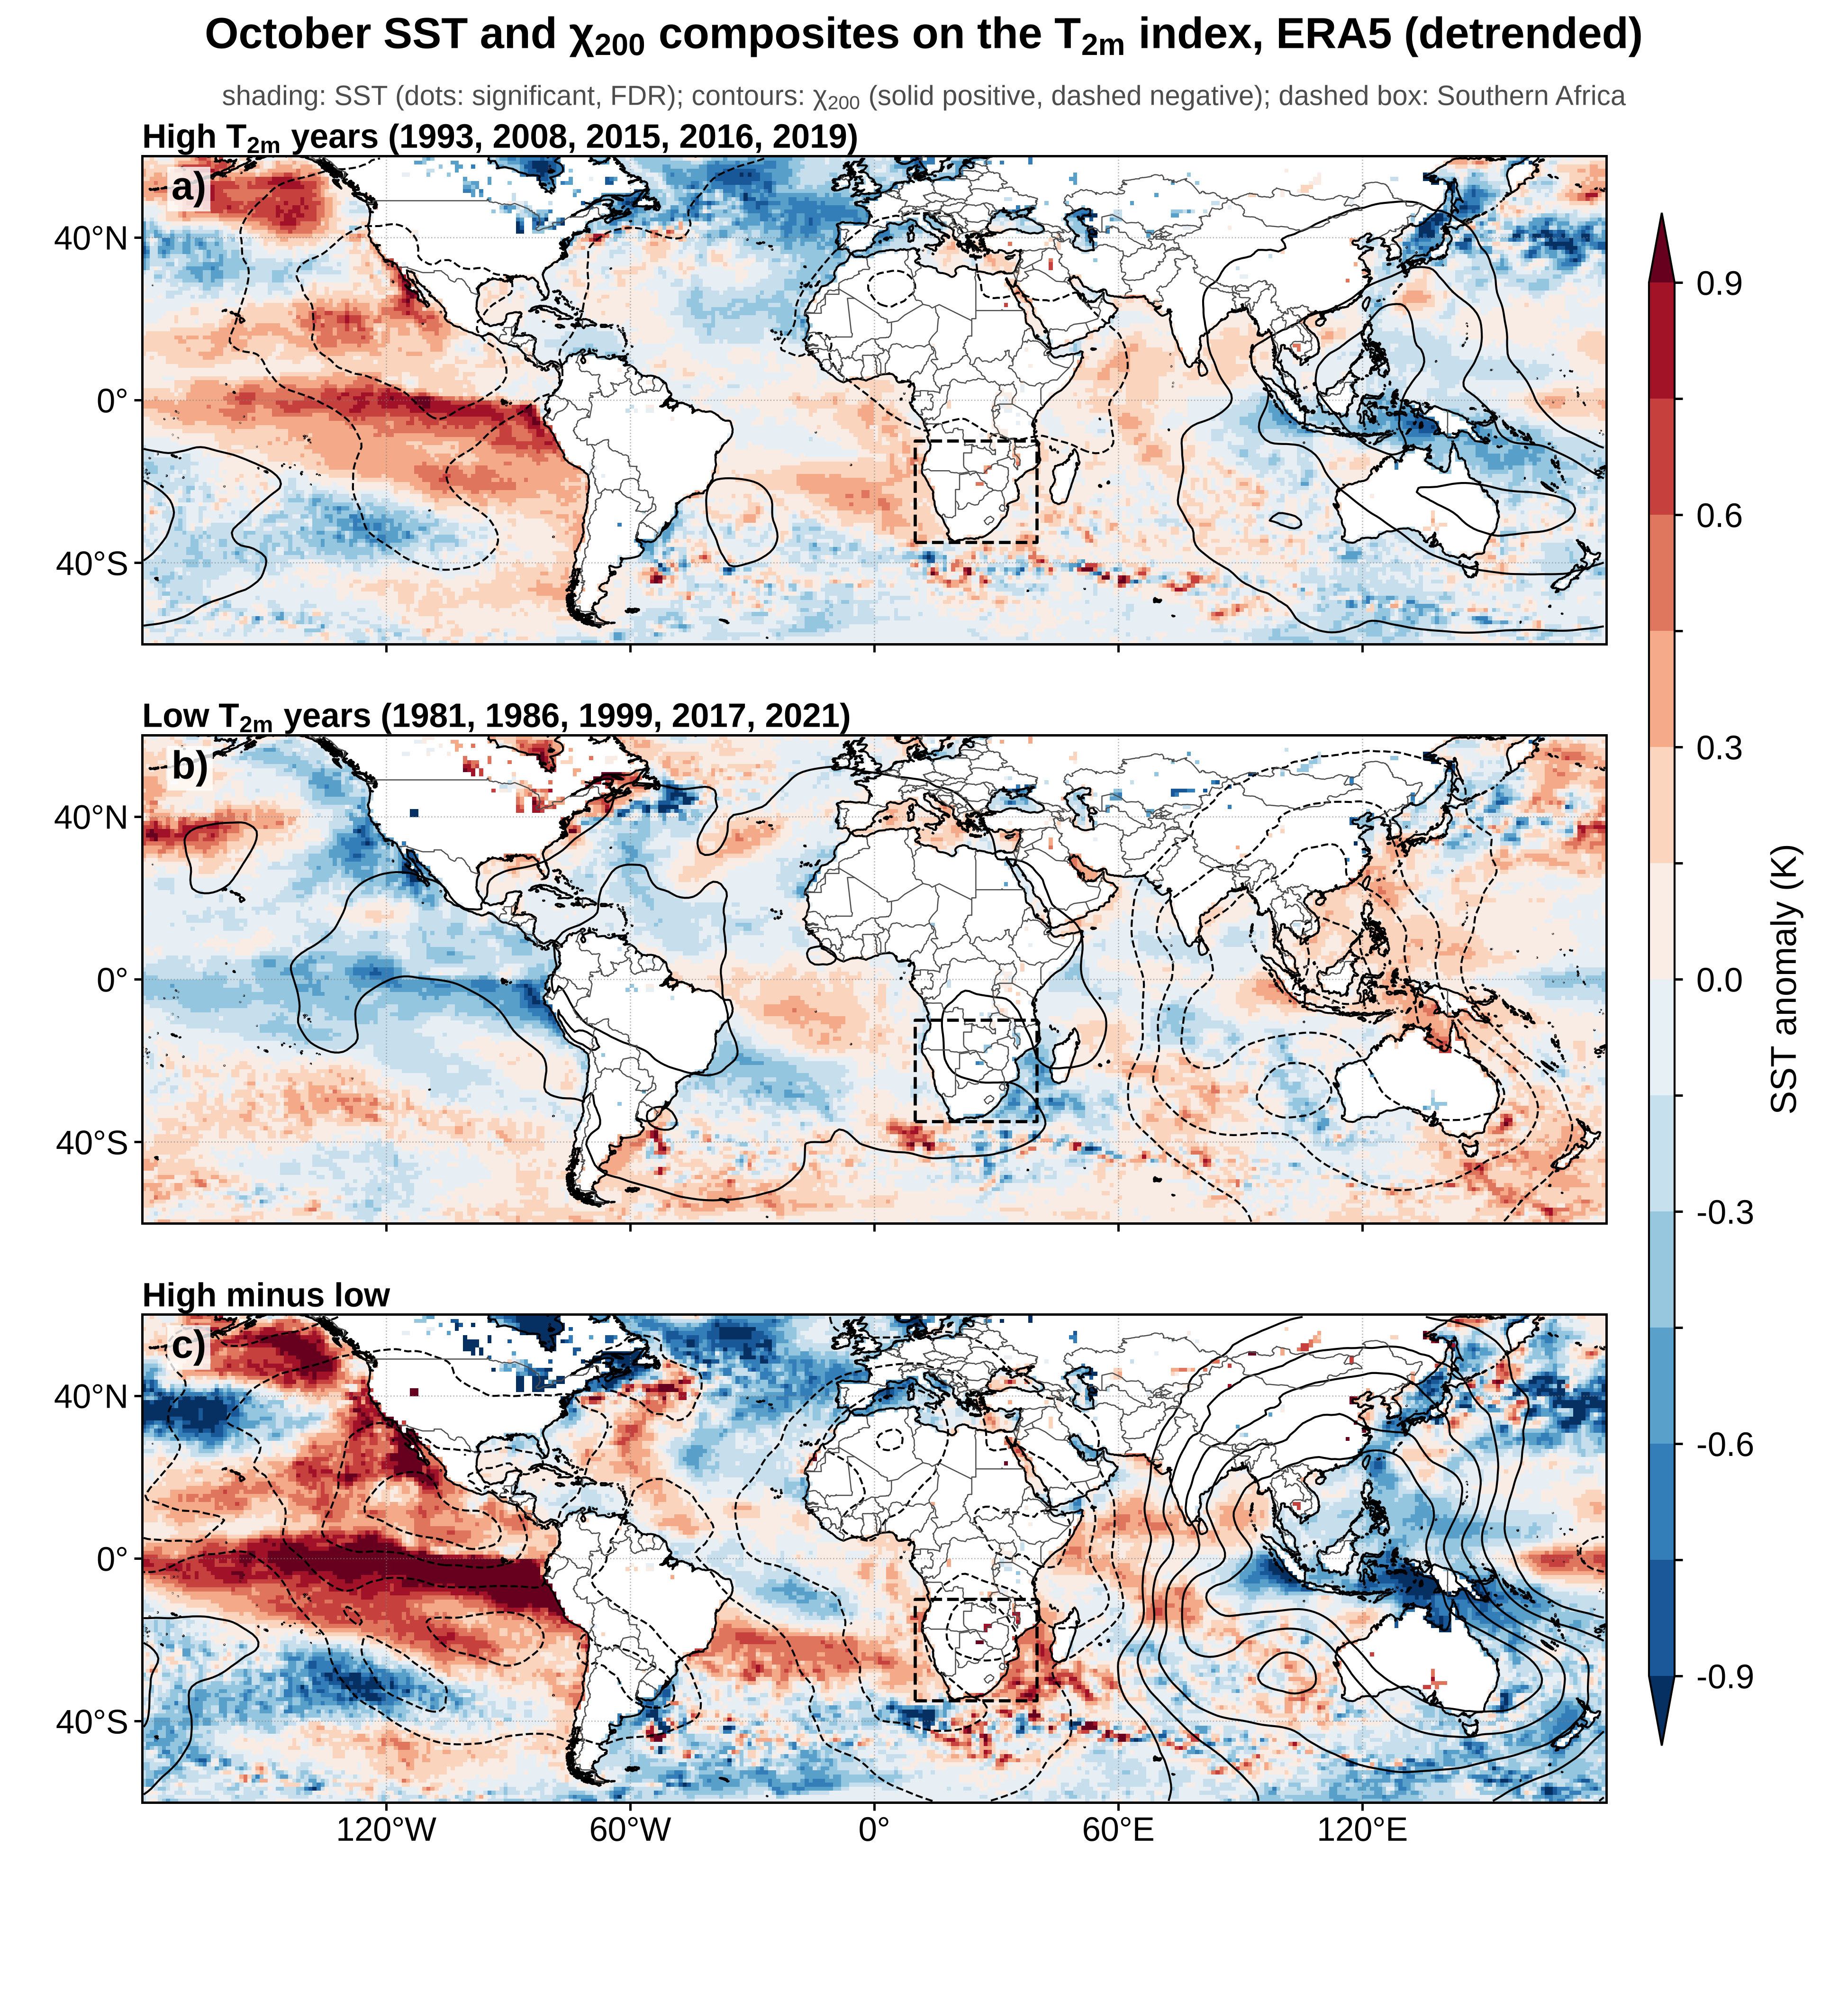 October SST and χ200 composites on the T2m index, ERA5 (detrended)
shading: SST (dots: significant, FDR); contours: χ200 (solid positive, dashed negative); dashed box: Southern Africa
High T2m years (1993, 2008, 2015, 2016, 2019)
a)
40°N
0°
40°S
Low T2m years (1981, 1986, 1999, 2017, 2021)
b)
40°N
0°
40°S
High minus low
c)
40°N
0°
40°S
120°W
60°W
0°
60°E
120°E
0.9
0.6
0.3
0.0
-0.3
-0.6
-0.9
SST anomaly (K)